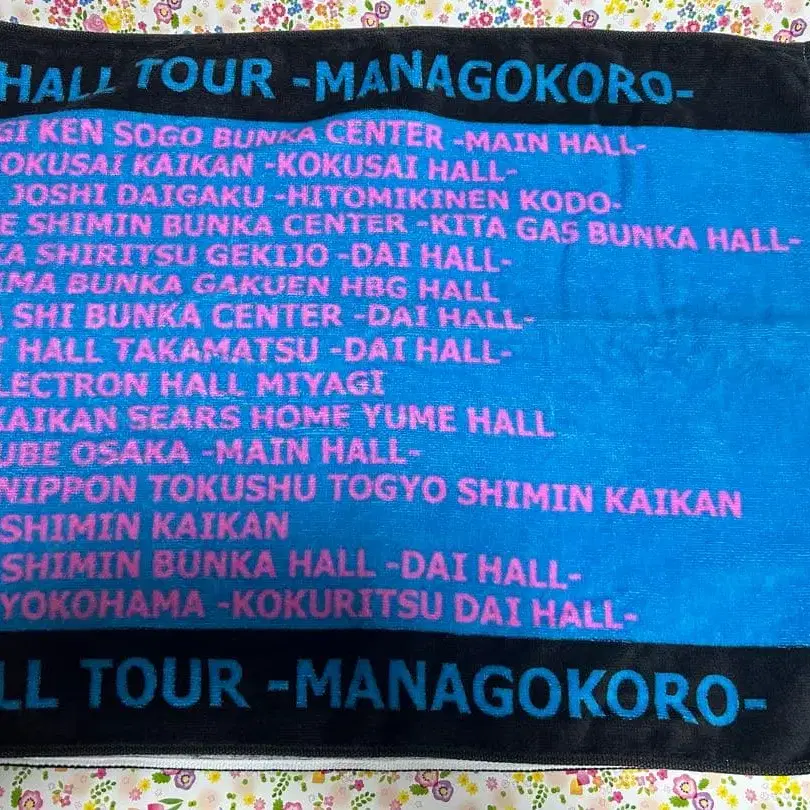 HALL TOUR -MANAGOKORO-
GI KEN SOGO BUNKA CENTER -MAIN HALL-
OKUSAI KAIKAN -KOKUSAI HALL-
JOSHI DAIGAKU -HITOMIKINEN KODO-
E SHIMIN BUNKA CENTER -KITA GAS BUNKA HALL-
KA SHIRITSU GEKIJO -DAI HALL-
IMA BUNKA GAKUEN HBG HALL
A SHI BUNKA CENTER -DAI HALL-
I HALL TAKAMATSU -DAI HALL-
LECTRON HALL MIYAGI
KAIKAN SEARS HOME YUME HALL
UBE OSAKA -MAIN HALL-
NIPPON TOKUSHU TOGYO SHIMIN KAIKAN
SHIMIN KAIKAN
SHIMIN BUNKA HALL -DAI HALL-
YOKOHAMA -KOKURITSU DAI HALL-
LL TOUR -MANAGOKORO-